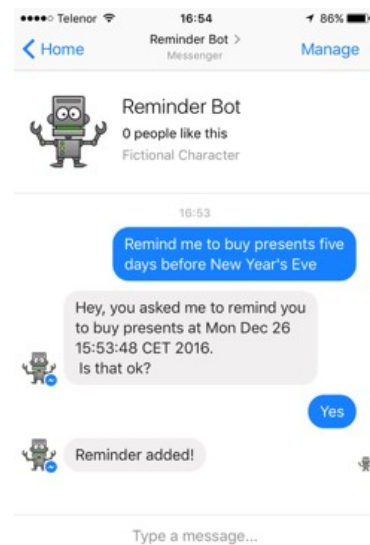 Telenor 16:54 86%
Home Reminder Bot > Manage
Messenger
Reminder Bot
0 people like this
Fictional Character
16:53
Remind me to buy presents five
days before New Year's Eve
Hey, you asked me to remind you
to buy presents at Mon Dec 26
15:53:48 CET 2016.
Is that ok?
Yes
Reminder added!
Type a message...